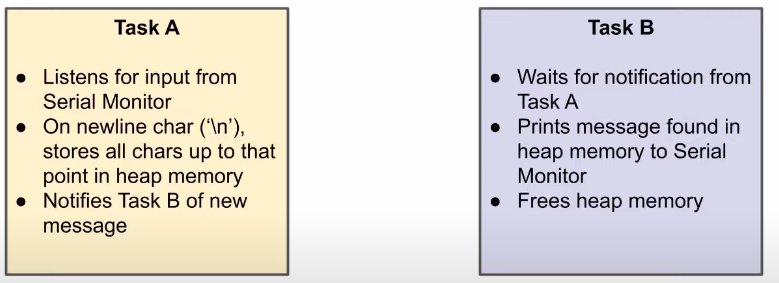 Task A
● Listens for input from
Serial Monitor
● On newline char ('\n'),
stores all chars up to that
point in heap memory
● Notifies Task B of new
message
Task B
● Waits for notification from
Task A
● Prints message found in
heap memory to Serial
Monitor
● Frees heap memory